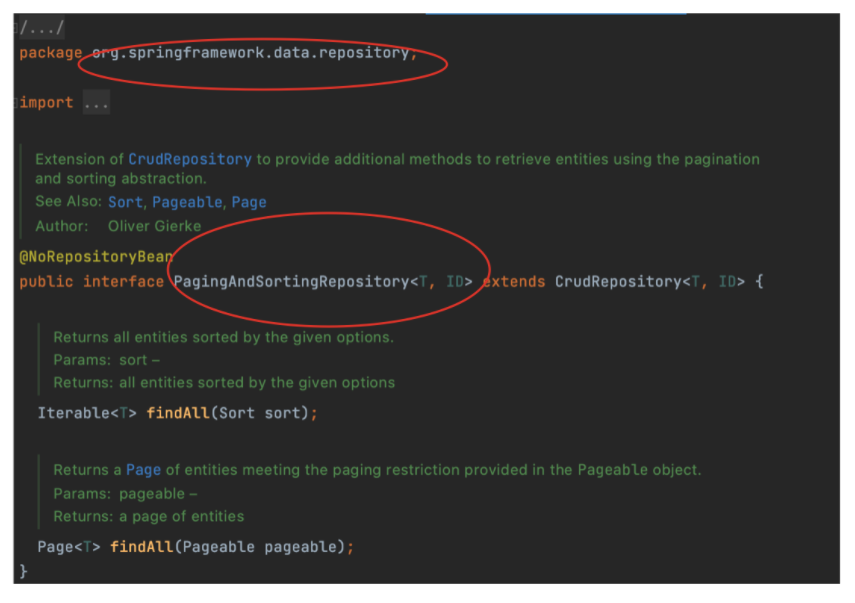 /.../
package org.springframework.data.repository;
import ...
Extension of CrudRepository to provide additional methods to retrieve entities using the pagination
and sorting abstraction.
See Also: Sort, Pageable, Page
Author: Oliver Gierke
@NoRepositoryBean
public interface PagingAndSortingRepository<T, ID> extends CrudRepository<T, ID> {
Returns all entities sorted by the given options.
Params: sort –
Returns: all entities sorted by the given options
Iterable<T> findAll(Sort sort);
Returns a Page of entities meeting the paging restriction provided in the Pageable object.
Params: pageable –
Returns: a page of entities
Page<T> findAll(Pageable pageable);
}